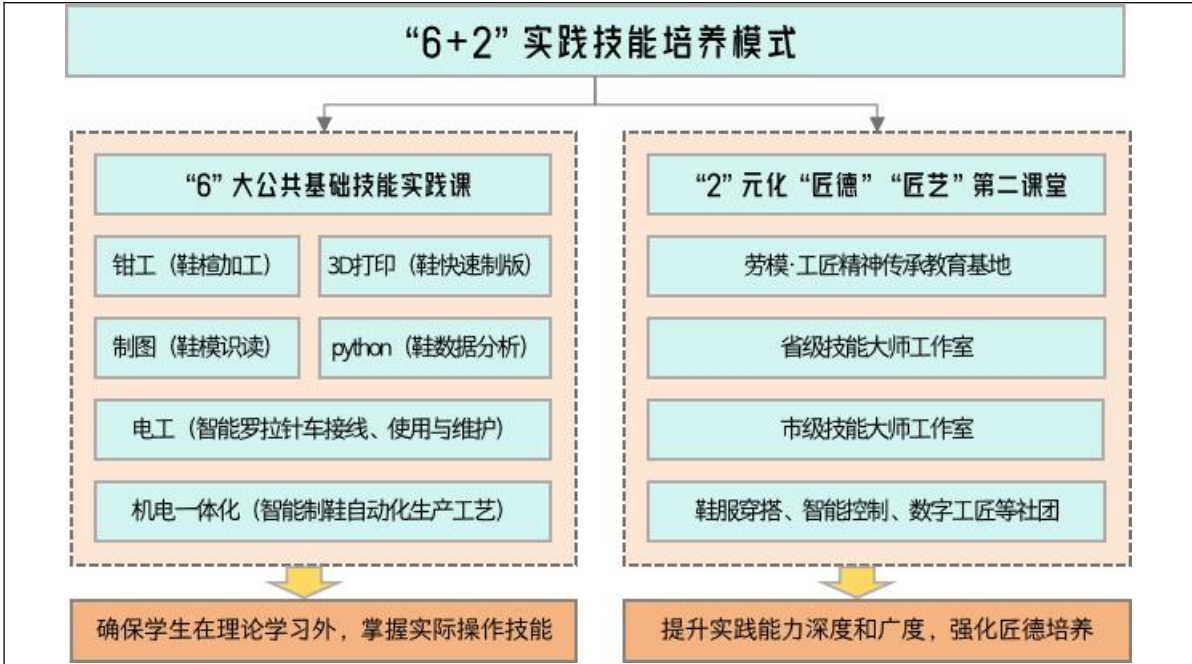 “6+2”实践技能培养模式
“6”大公共基础技能实践课
钳工（鞋楦加工）
3D打印（鞋快速制版）
制图（鞋模识读）
python（鞋数据分析）
电工（智能罗拉针车接线、使用与维护）
机电一体化（智能制鞋自动化生产工艺）
确保学生在理论学习外，掌握实际操作技能
“2”元化“匠德”“匠艺”第二课堂
劳模·工匠精神传承教育基地
省级技能大师工作室
市级技能大师工作室
鞋服穿搭、智能控制、数字工匠等社团
提升实践能力深度和广度，强化匠德培养